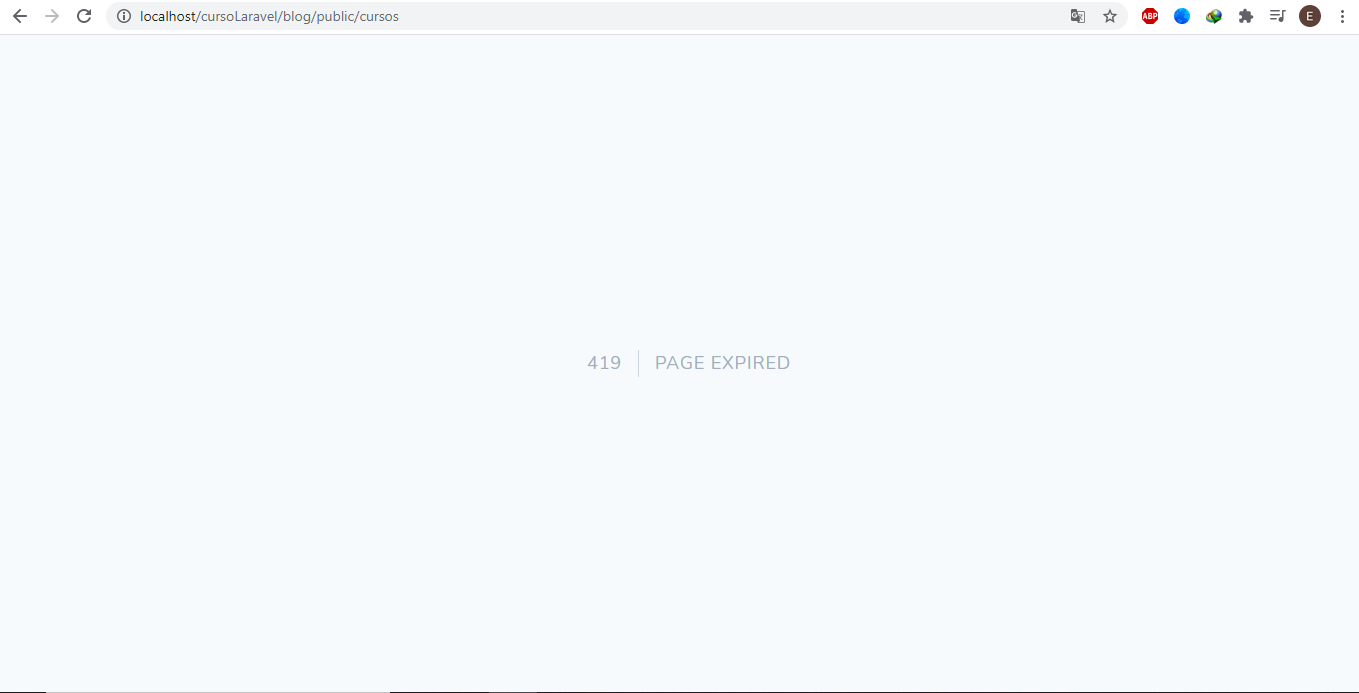 localhost/cursoLaravel/blog/public/cursos
ABP
E
419 PAGE EXPIRED